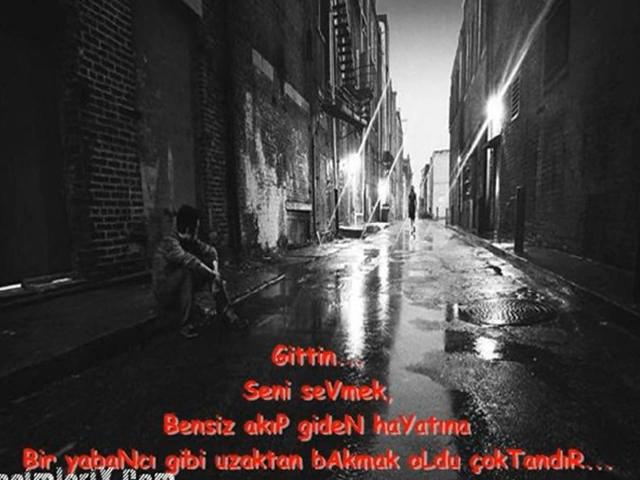 Gittin...
Seni seVmek,
Bensiz akıP gideN haYatına
Bir yabaNcı gibi uzaktan bAkmak oLdu çokTandıR...